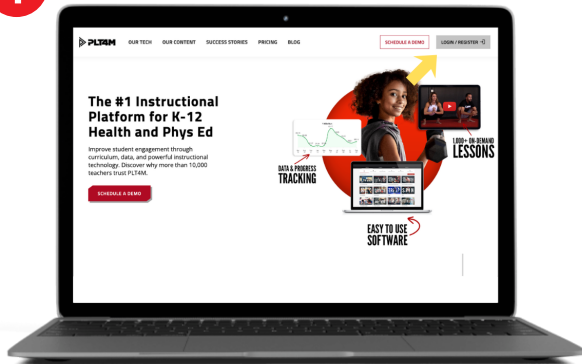 PLT4M
OUR TECH OUR CONTENT SUCCESS STORIES PRICING BLOG
SCHEDULE A DEMO
LOGIN / REGISTER
The #1 Instructional
Platform for K-12
Health and Phys Ed
Improve student engagement through
curriculum, data, and powerful instructional
technology. Discover why more than 10,000
teachers trust PLT4M.
SCHEDULE A DEMO
DATA & PROGRESS
TRACKING
1,000+ ON-DEMAND
LESSONS
EASY TO USE
SOFTWARE